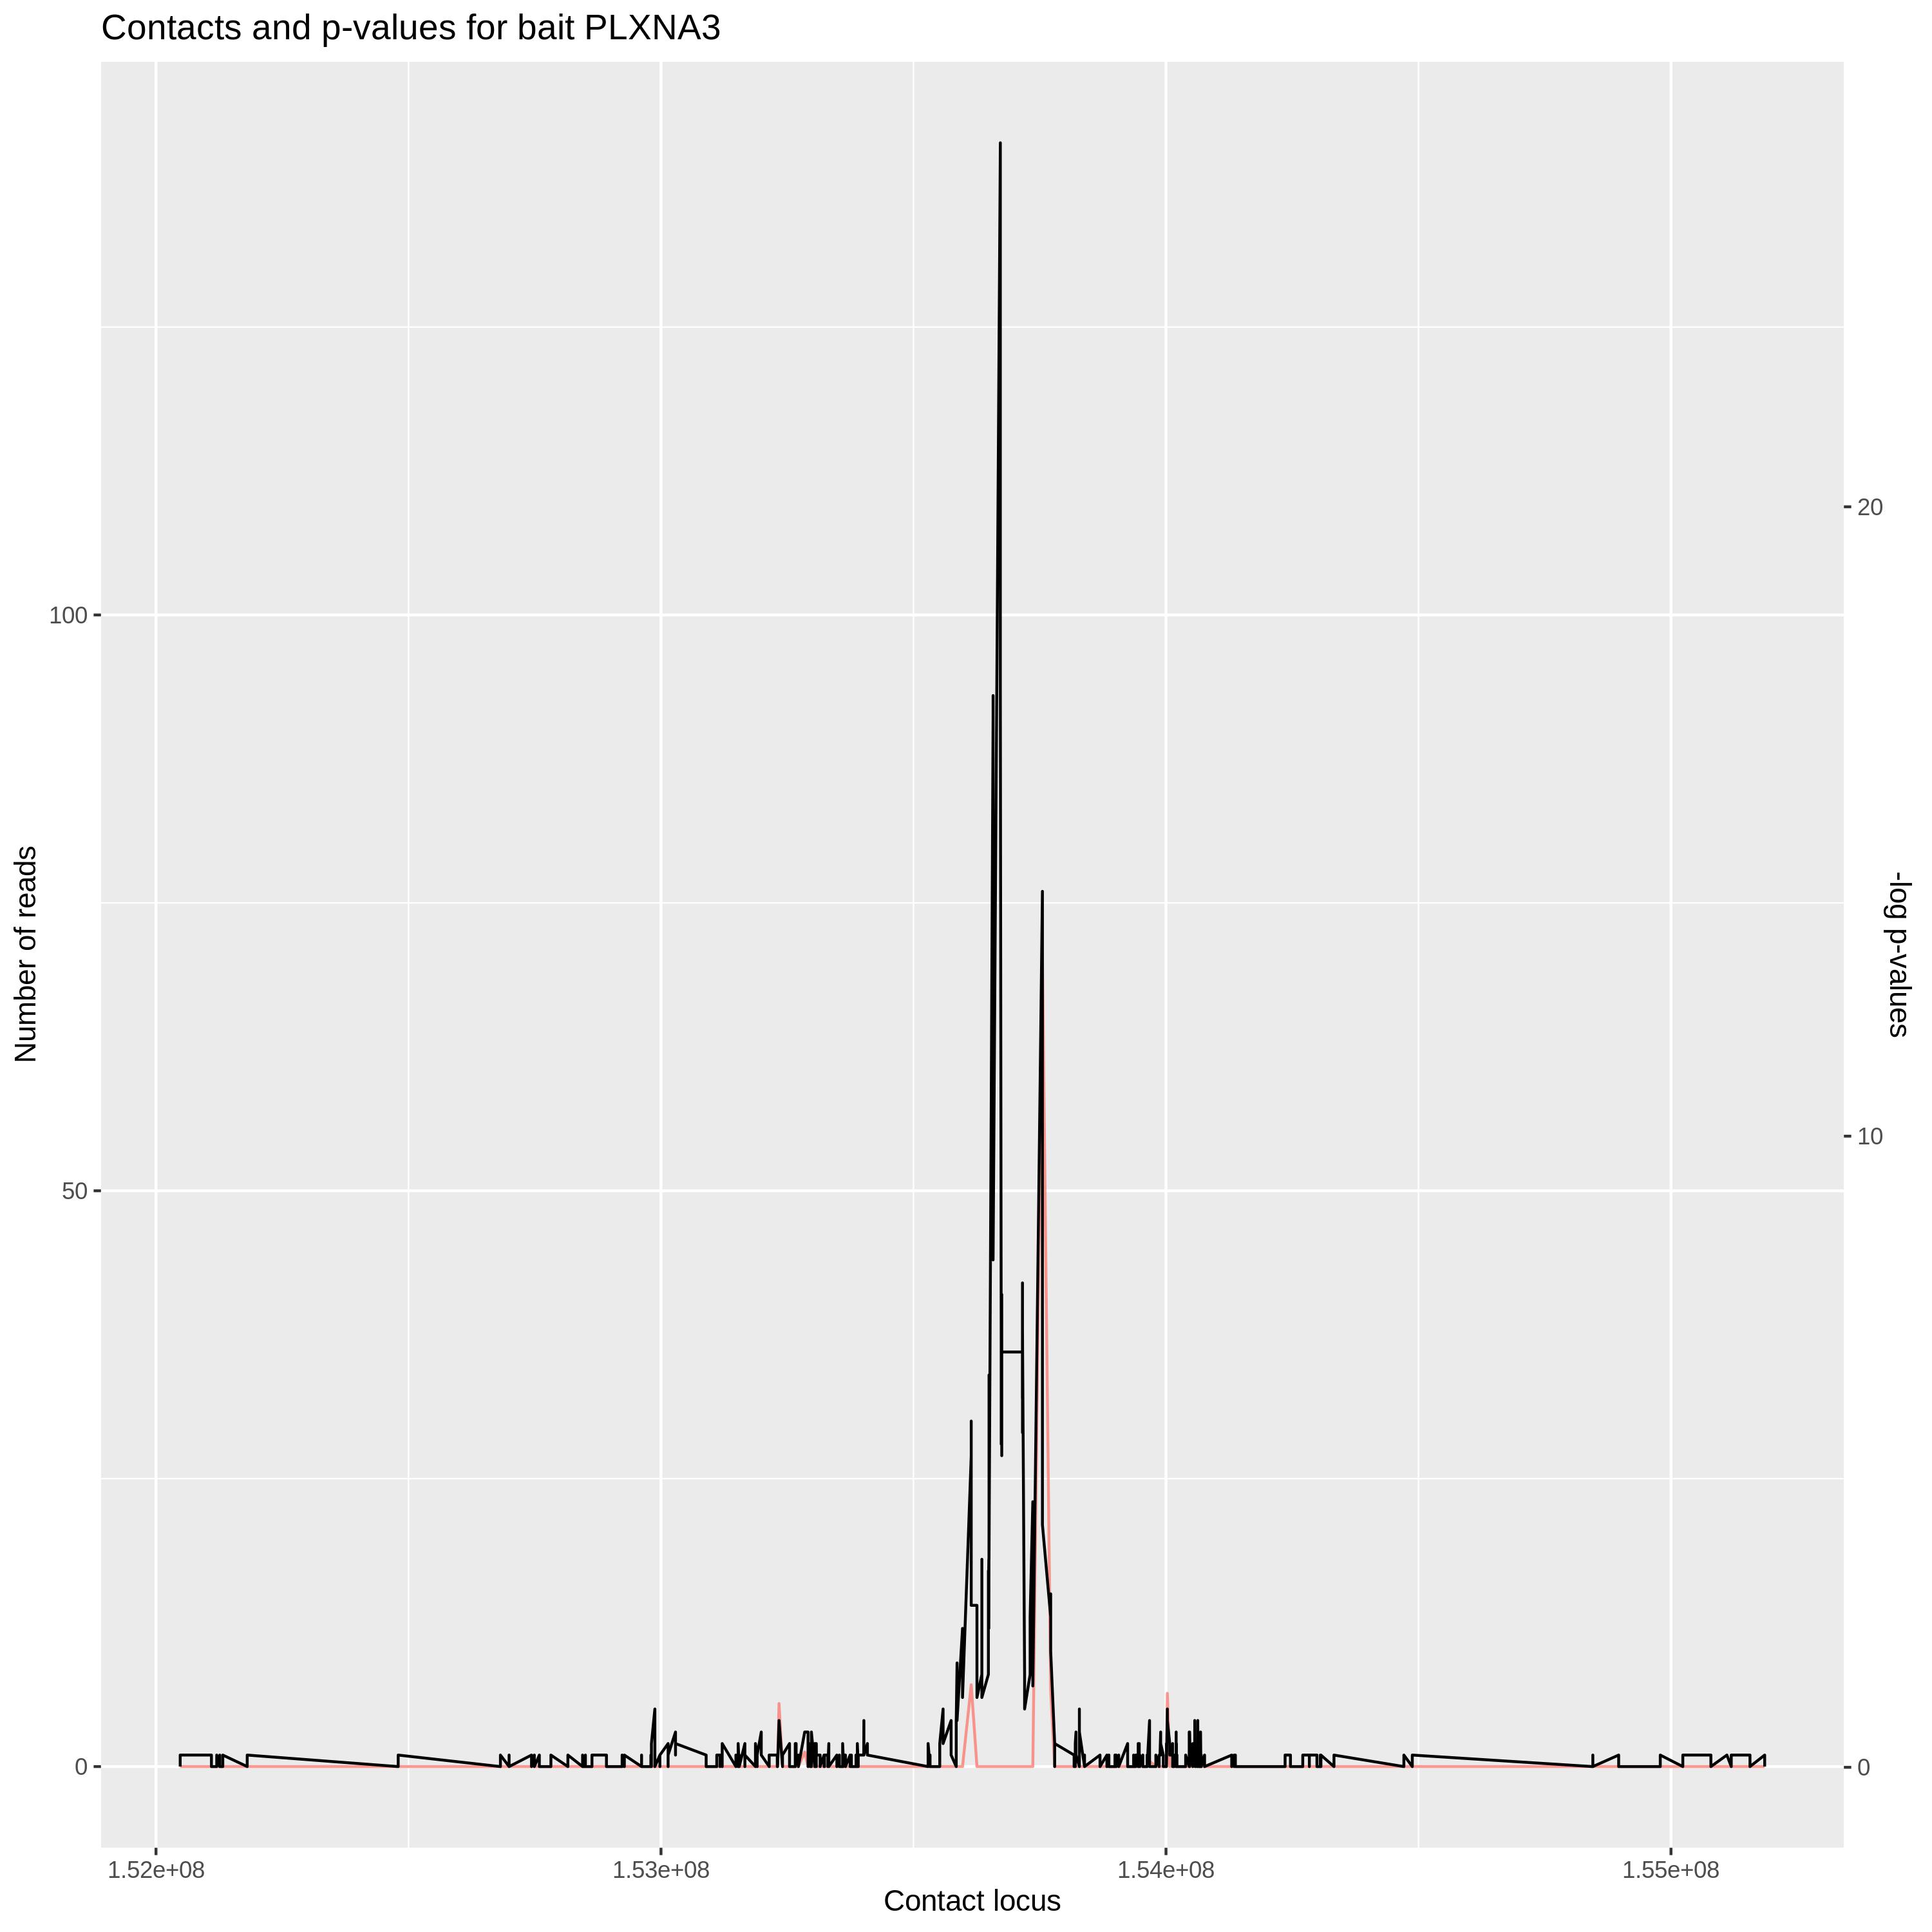 Contacts and p-values for bait PLXNA3
Number of reads
100
50
0
20
10
0
-log p-values
1.52e+08
1.53e+08
1.54e+08
1.55e+08
Contact locus